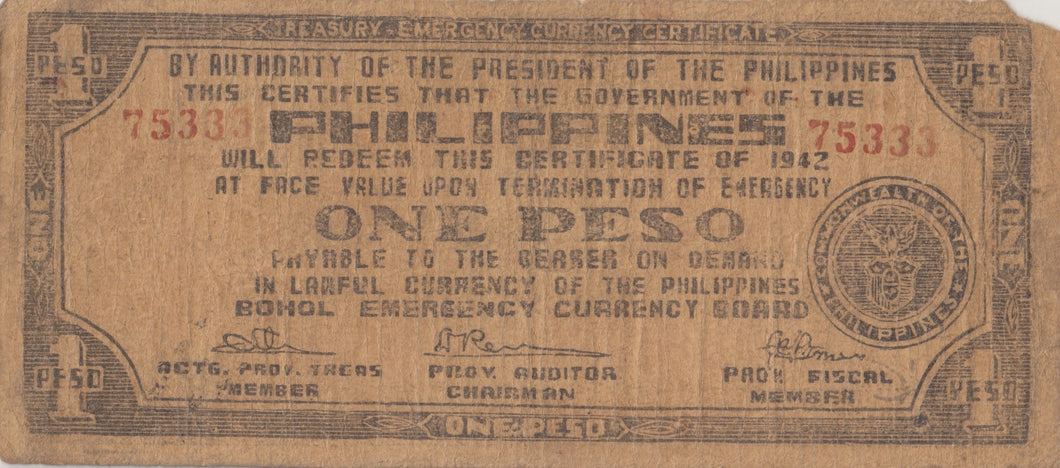 TREASURY EMERGENCY CURRENCY CERTIFICATE
1 PESO
1 PESO
BY AUTHORITY OF THE PRESIDENT OF THE PHILIPPINES
THIS CERTIFIES THAT THE GOVERNMENT OF THE
75333 PHILIPPINES 75333
WILL REDEEM THIS CERTIFICATE OF 1942
AT FACE VALUE UPON TERMINATION OF EMERGENCY
ONE
ONE
ONE PESO
PAYABLE TO THE BEARER ON DEMAND
IN LAWFUL CURRENCY OF THE PHILIPPINES
BOHOL EMERGENCY CURRENCY BOARD
COMMONWEALTH OF THE PHILIPPINES
ACTG. PROV. TREAS
MEMBER
PROV. AUDITOR
CHAIRMAN
PROV FISCAL
MEMBER
1 PESO
1 PESO
ONE PESO